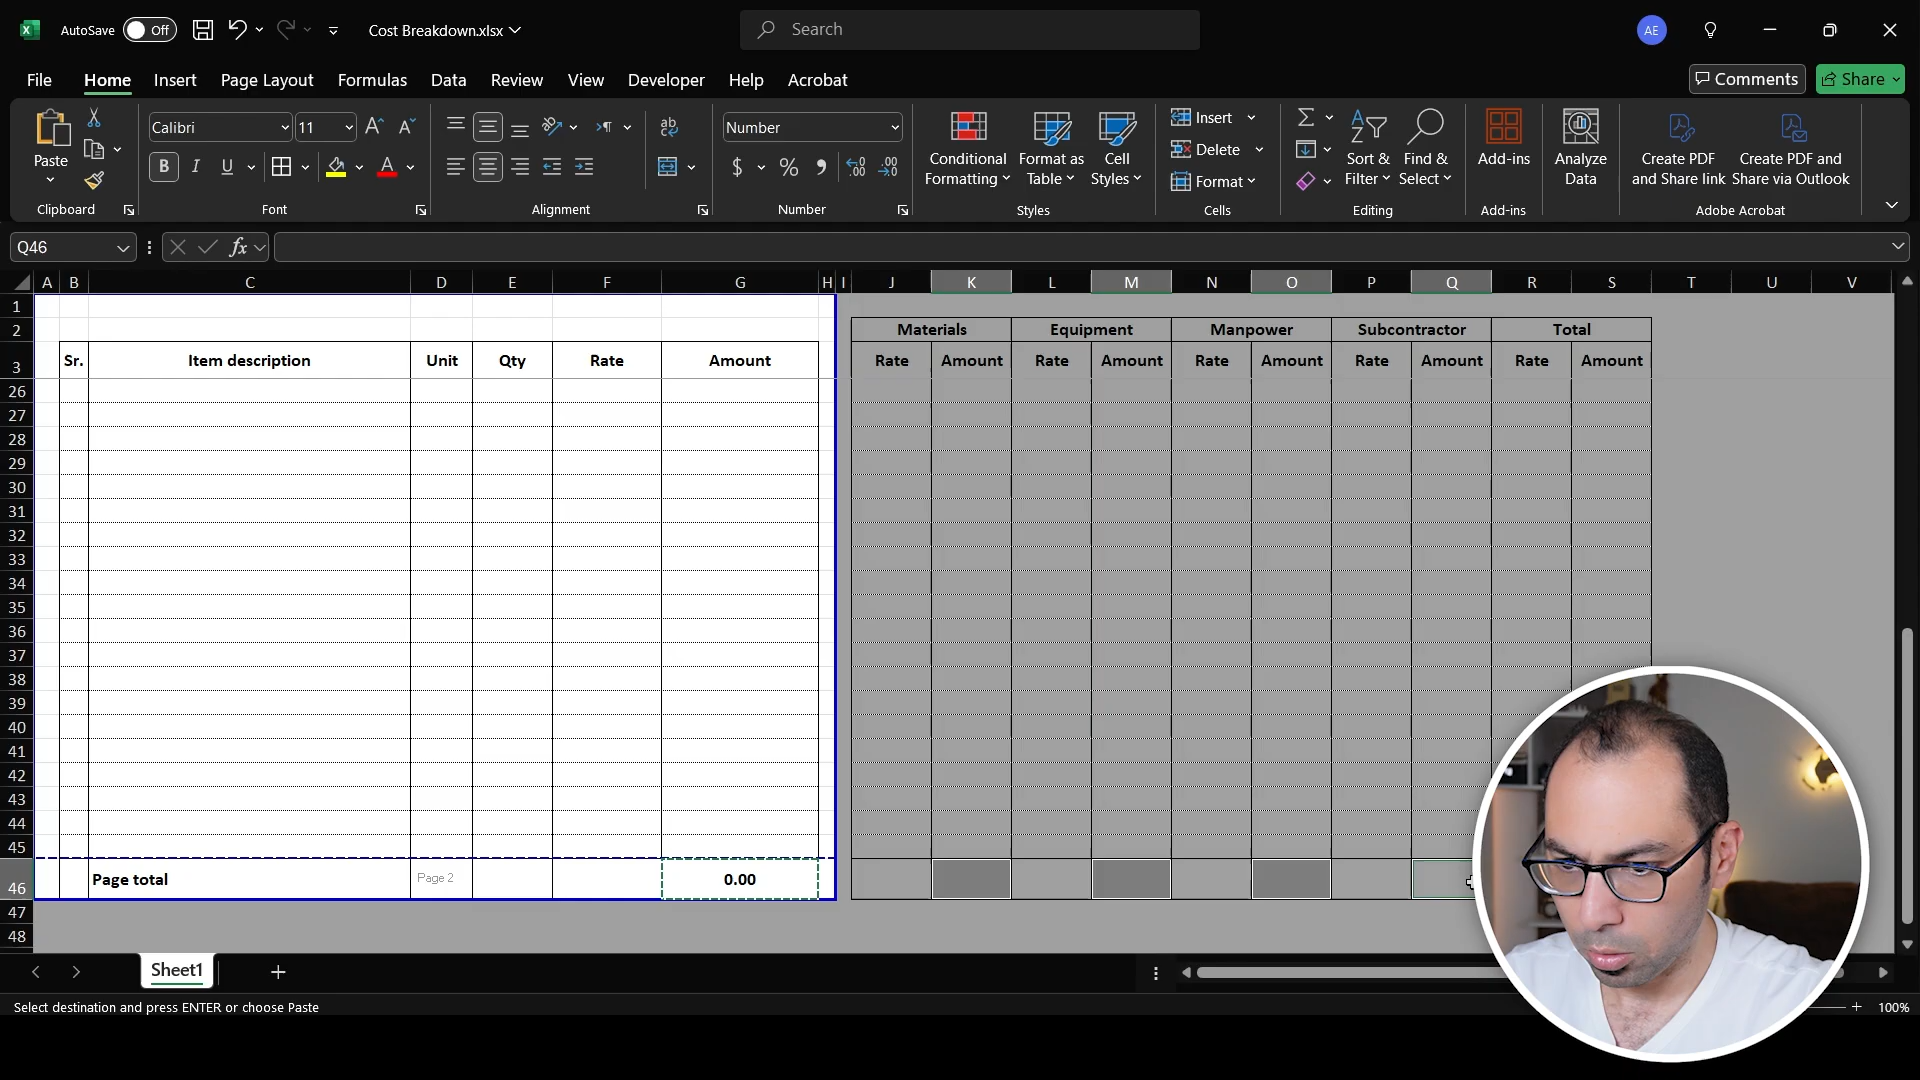 AutoSave Off Cost Breakdown.xlsx Search AE
File Home Insert Page Layout Formulas Data Review View Developer Help Acrobat Comments Share
Paste
Clipboard
Calibri 11
B I U
Font
ab
c
Alignment
Number
$ % ,
Number
Conditional Formatting
Format as Table
Cell Styles
Styles
Insert
Delete
Format
Cells
Sort & Filter
Find & Select
Editing
Add-ins
Add-ins
Analyze Data
Create PDF and Share link
Create PDF and Share via Outlook
Adobe Acrobat
Q46 fx
A B C D E F G H I J K L M N O P Q R S T U V
1
2 Materials Equipment Manpower Subcontractor Total
3 Sr. Item description Unit Qty Rate Amount Rate Amount Rate Amount Rate Amount Rate Amount Rate Amount
26
27
28
29
30
31
32
33
34
35
36
37
38
39
40
41
42
43
44
45
46 Page total Page 2 0.00
47
48
Sheet1
Select destination and press ENTER or choose Paste 100%